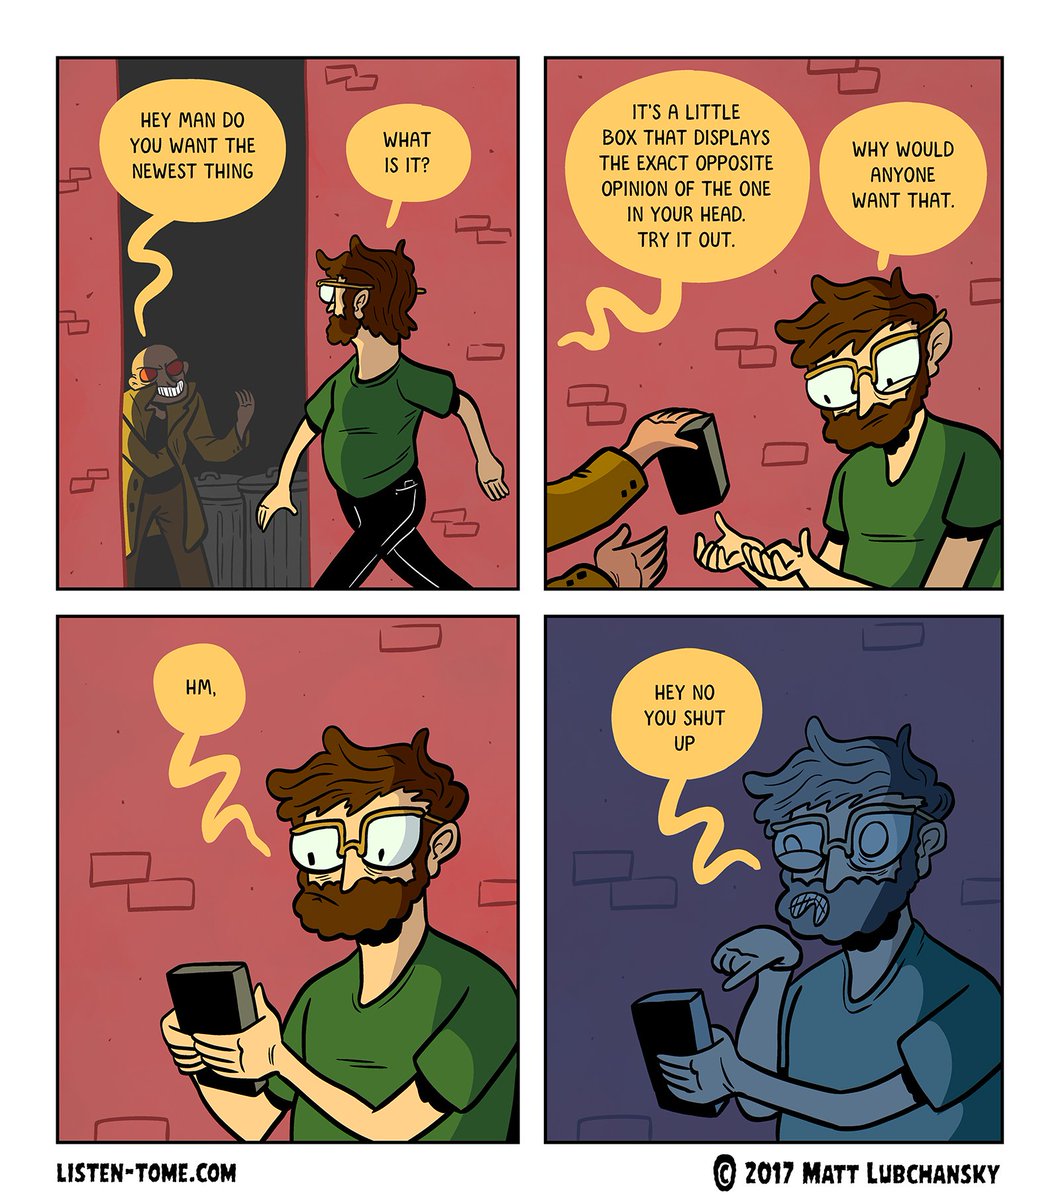 HEY MAN DO
YOU WANT THE
NEWEST THING
WHAT
IS IT?
IT'S A LITTLE
BOX THAT DISPLAYS
THE EXACT OPPOSITE
OPINION OF THE ONE
IN YOUR HEAD.
TRY IT OUT.
WHY WOULD
ANYONE
WANT THAT.
HM,
HEY NO
YOU SHUT
UP
LISTEN-TOME.COM
© 2017 MATT LUBCHANSKY